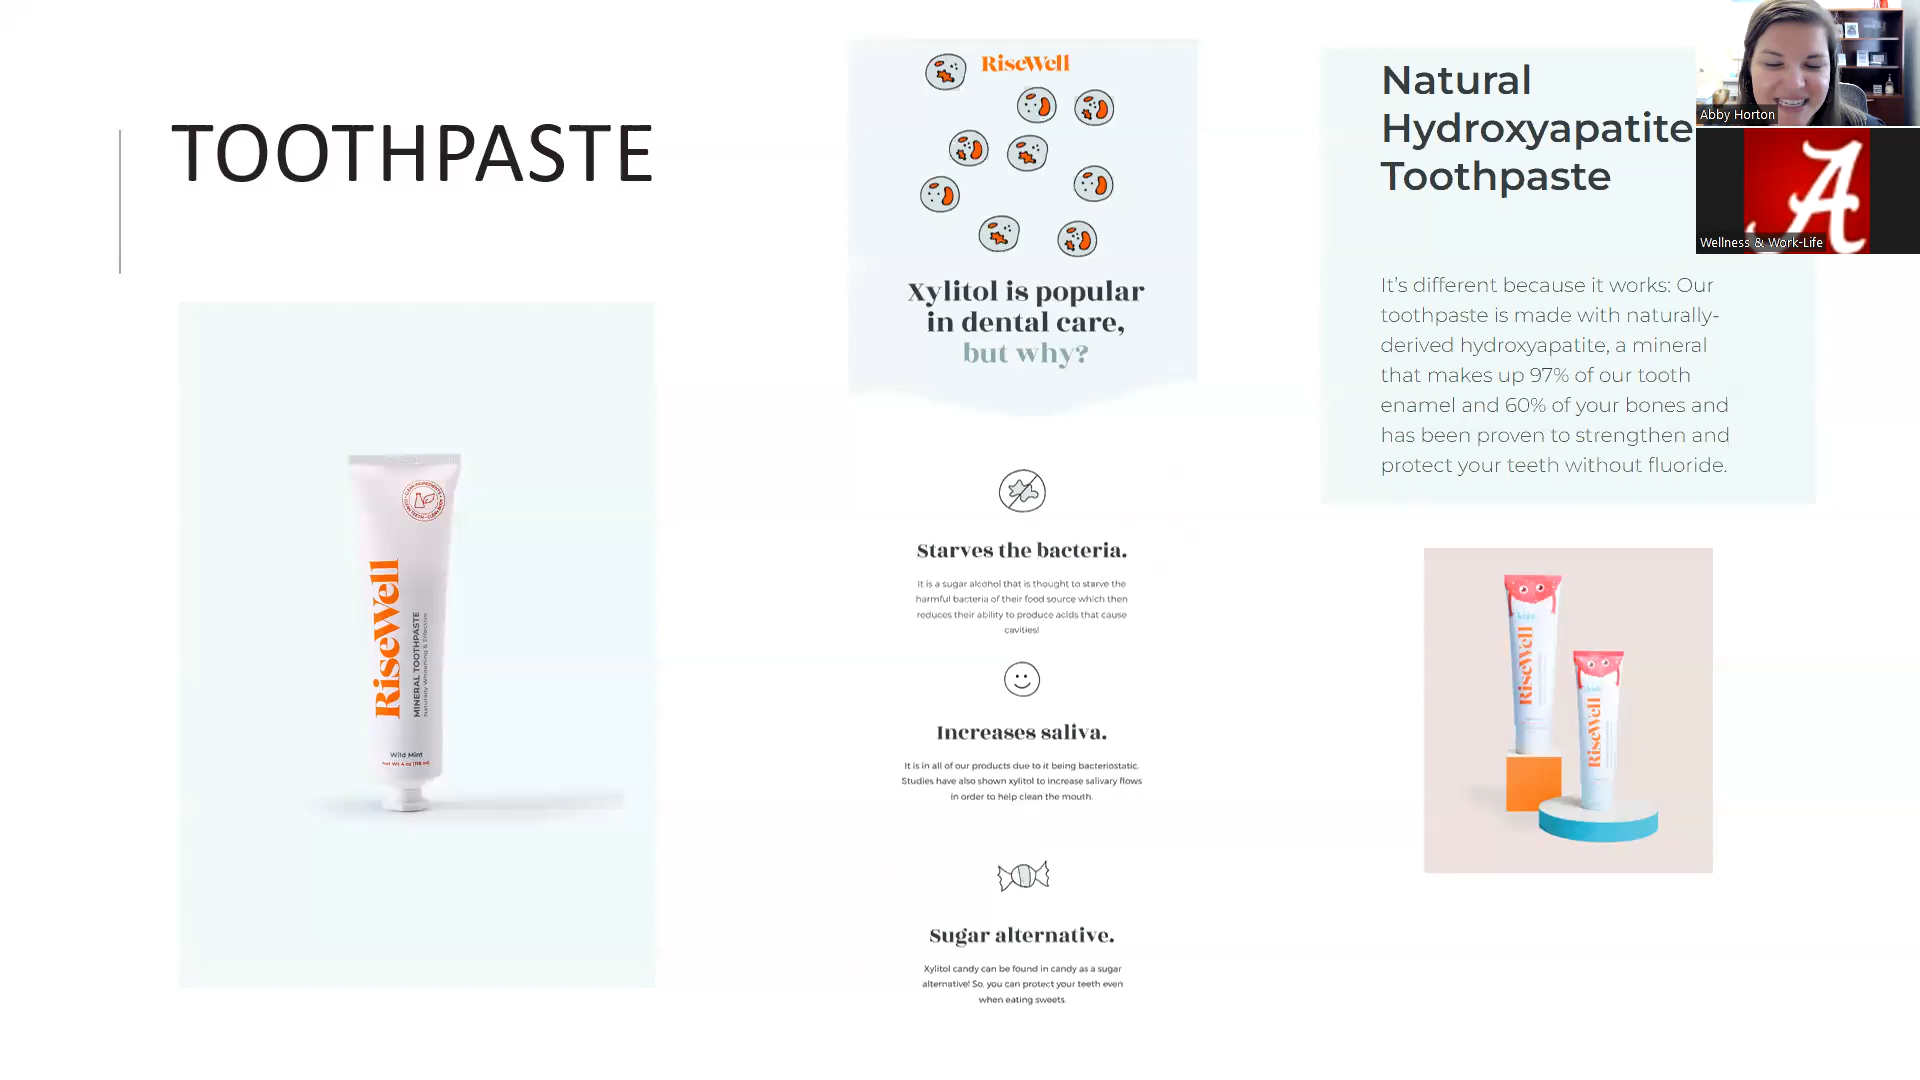 TOOTHPASTE
RiseWell
MINERAL TOOTHPASTE
Naturally Whitening & Effective
Wild Mint
Net Wt 4 oz
RiseWell
Xylitol is popular
in dental care,
but why?
Starves the bacteria.
It is a sugar alcohol that is thought to starve the
harmful bacteria of their food source which then
reduces their ability to produce acids that cause
cavities!
Increases saliva.
It is in all of our products due to it being bacteriostatic.
Studies have also shown xylitol to increase salivary flows
in order to help clean the mouth.
Sugar alternative.
Xylitol candy can be found in candy as a sugar
alternative! So, you can protect your teeth even
when eating sweets.
Natural
Hydroxyapatite
Toothpaste
It’s different because it works: Our
toothpaste is made with naturally-
derived hydroxyapatite, a mineral
that makes up 97% of our tooth
enamel and 60% of your bones and
has been proven to strengthen and
protect your teeth without fluoride.
RiseWell
RiseWell
Abby Horton
A
Wellness & Work-Life